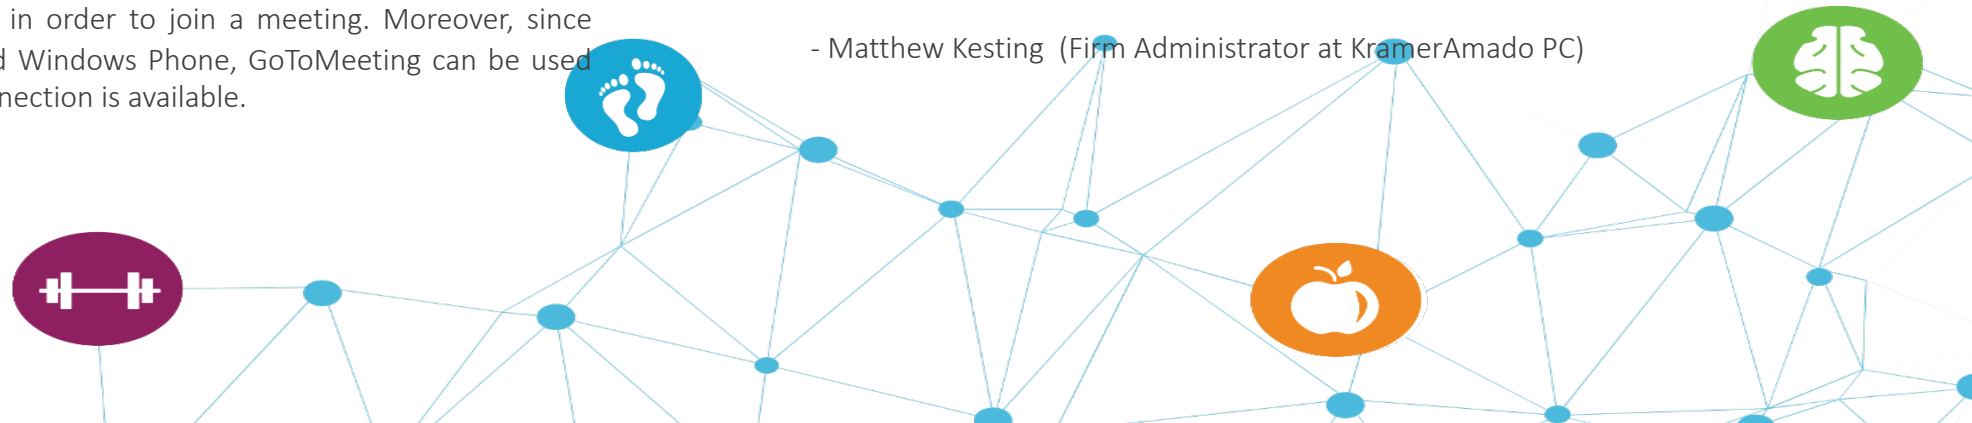 in order to join a meeting. Moreover, since
Windows Phone, GoToMeeting can be used
is available.
- Matthew Kesting (Firm Administrator at KramerAmado PC)